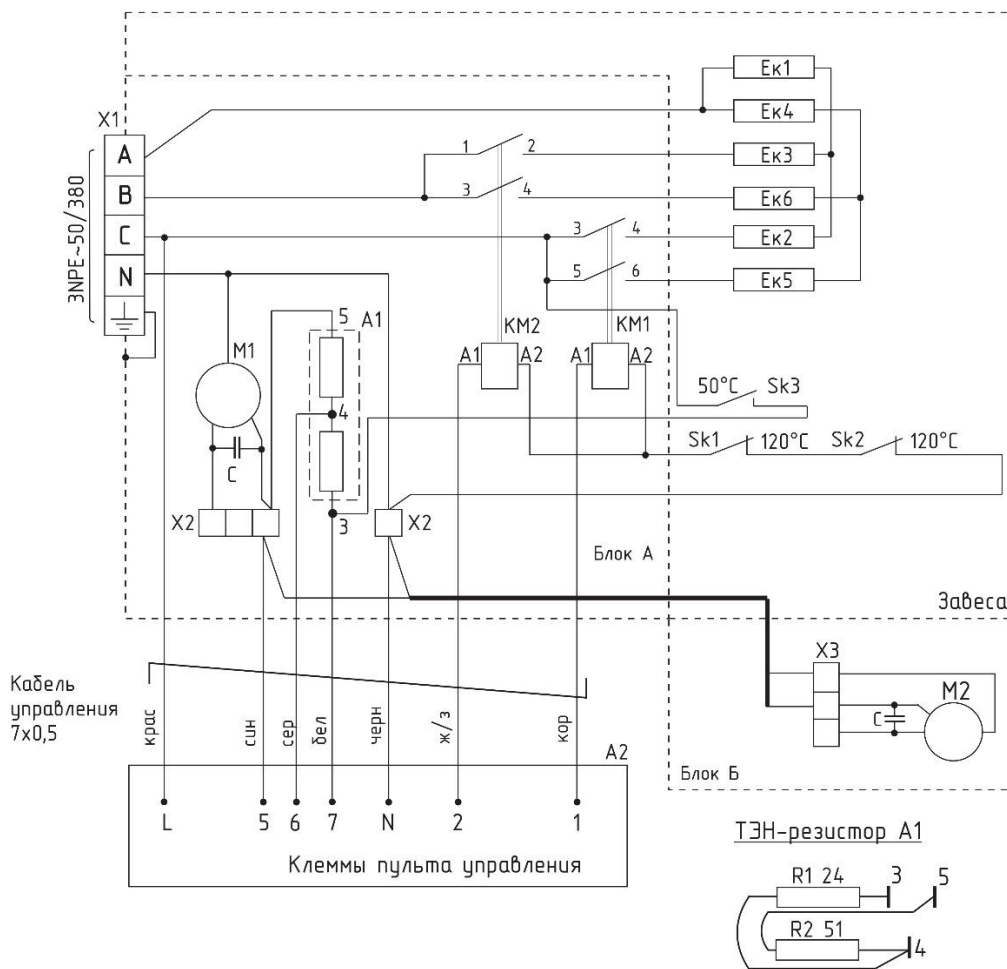 Ек1
Ек4
X1
A
1
2
Ек3
B
3
4
Ек6
3NPE~50/380
C
3
4
Ек2
N
5
6
Ек5
5
A1
KM2
KM1
M1
A1
A2
A1
A2
50°C
Sk3
4
Sk1
120°C
Sk2
120°C
C
X2
3
X2
Блок А
Завеса
X3
M2
Кабель
управления
7х0,5
C
крас
син
сер
бел
черн
ж/з
кор
A2
Блок Б
L
5
6
7
N
2
1
Клеммы пульта управления
ТЭН-резистор А1
R1 24
3
5
R2 51
4